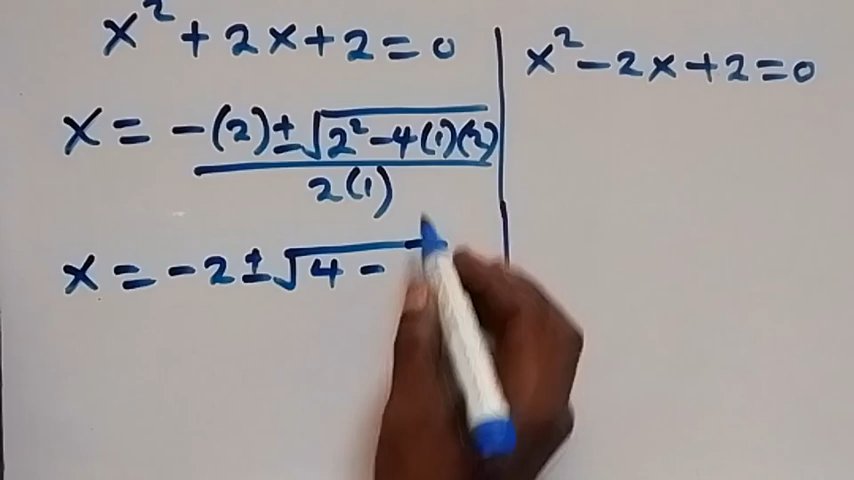 x² + 2x + 2 = 0
x = -(2) ± √2² - 4(1)(2)
2(1)
x = -2 ± √4 -
x² - 2x + 2 = 0